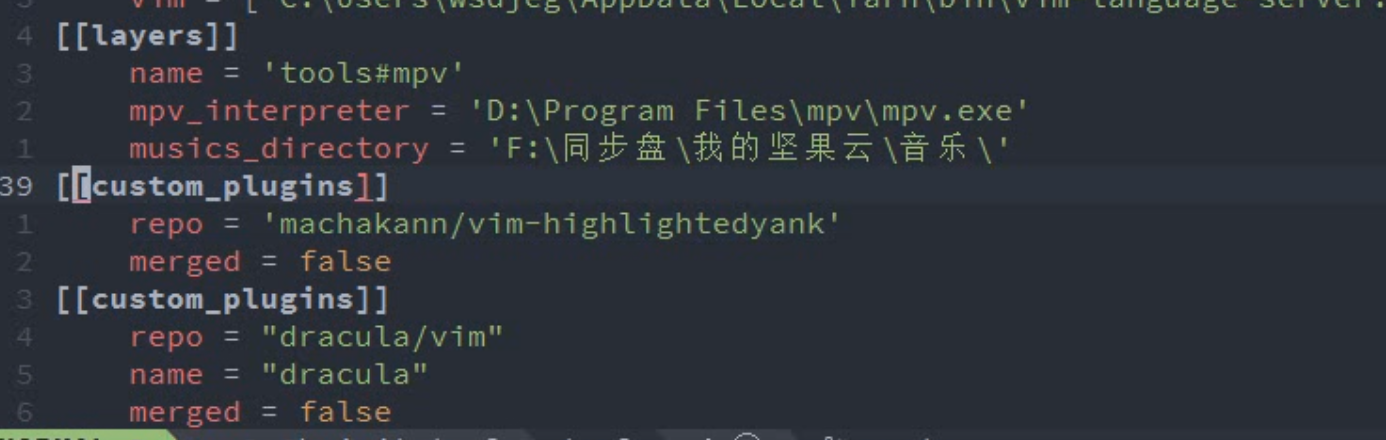 vim = [ 'C:\Users\wsdjeg\AppData\Local\Yarn\bin\vim-language-server.
4 [[layers]]
3 name = 'tools#mpv'
2 mpv_interpreter = 'D:\Program Files\mpv\mpv.exe'
1 musics_directory = 'F:\同步盘\我的坚果云\音乐\'
39 [[custom_plugins]]
1 repo = 'machakann/vim-highlightedyank'
2 merged = false
3 [[custom_plugins]]
4 repo = "dracula/vim"
5 name = "dracula"
6 merged = false